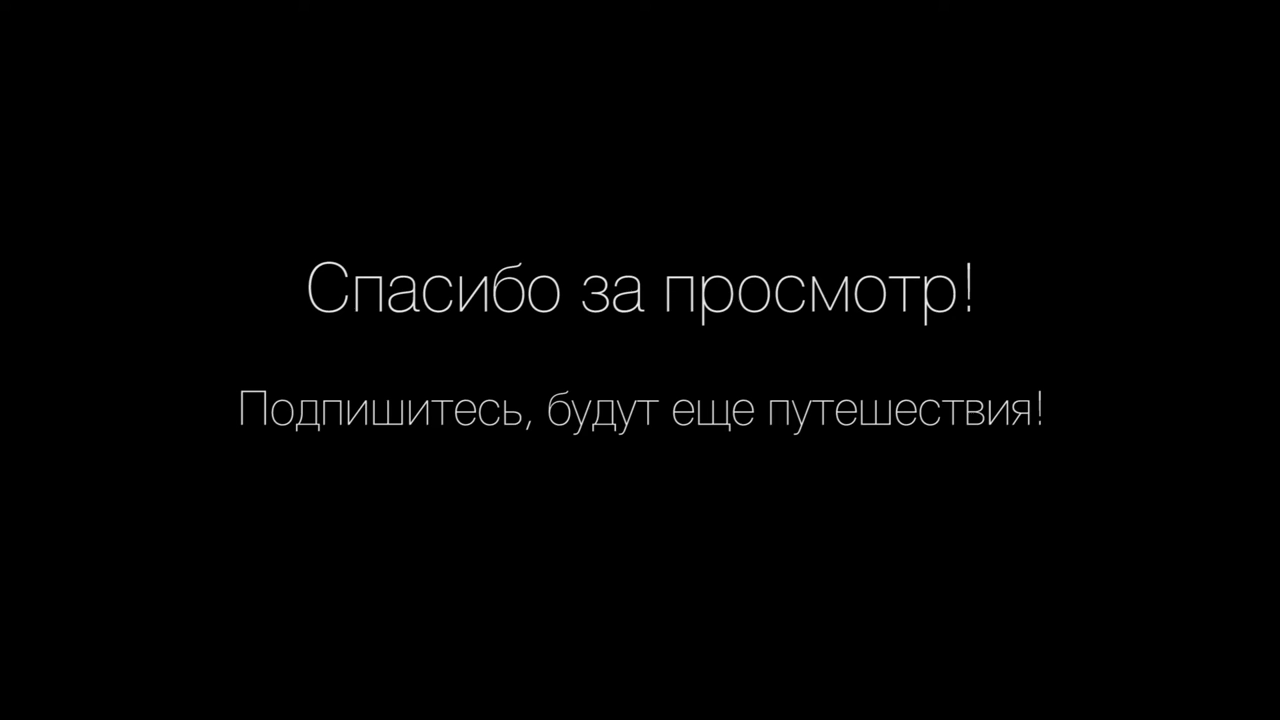 Спасибо за просмотр!
Подпишитесь, будут еще путешествия!